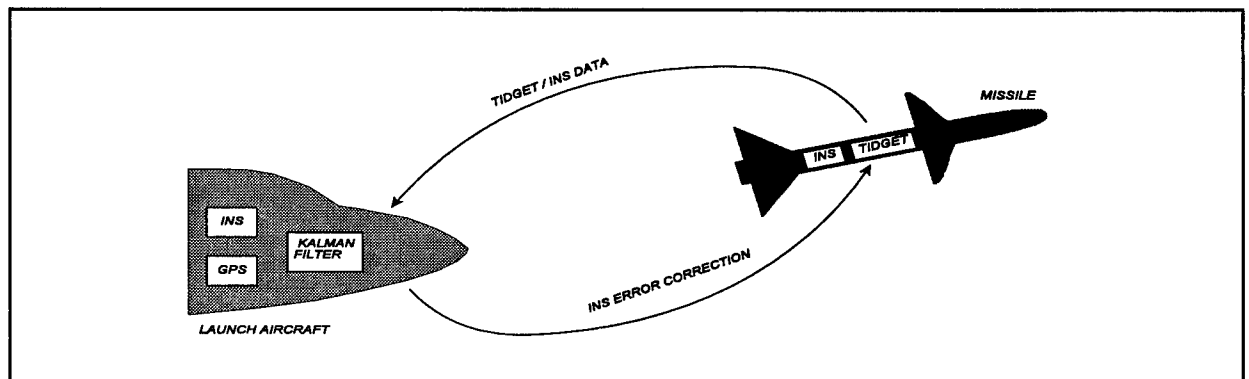 TIDGET / INS DATA
MISSILE
INS
TIDGET
INS
KALMAN
FILTER
GPS
INS ERROR CORRECTION
LAUNCH AIRCRAFT